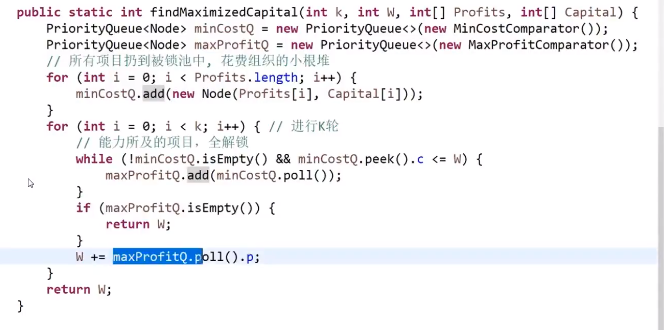 public static int findMaximizedCapital(int k, int W, int[] Profits, int[] Capital) {
PriorityQueue<Node> minCostQ = new PriorityQueue<>(new MinCostComparator());
PriorityQueue<Node> maxProfitQ = new PriorityQueue<>(new MaxProfitComparator());
// 所有项目扔到被锁池中, 花费组织的小根堆
for (int i = 0; i < Profits.length; i++) {
minCostQ.add(new Node(Profits[i], Capital[i]));
}
for (int i = 0; i < k; i++) { // 进行K轮
// 能力所及的项目, 全解锁
while (!minCostQ.isEmpty() && minCostQ.peek().c <= W) {
maxProfitQ.add(minCostQ.poll());
}
if (maxProfitQ.isEmpty()) {
return W;
}
W += maxProfitQ.poll().p;
}
return W;
}